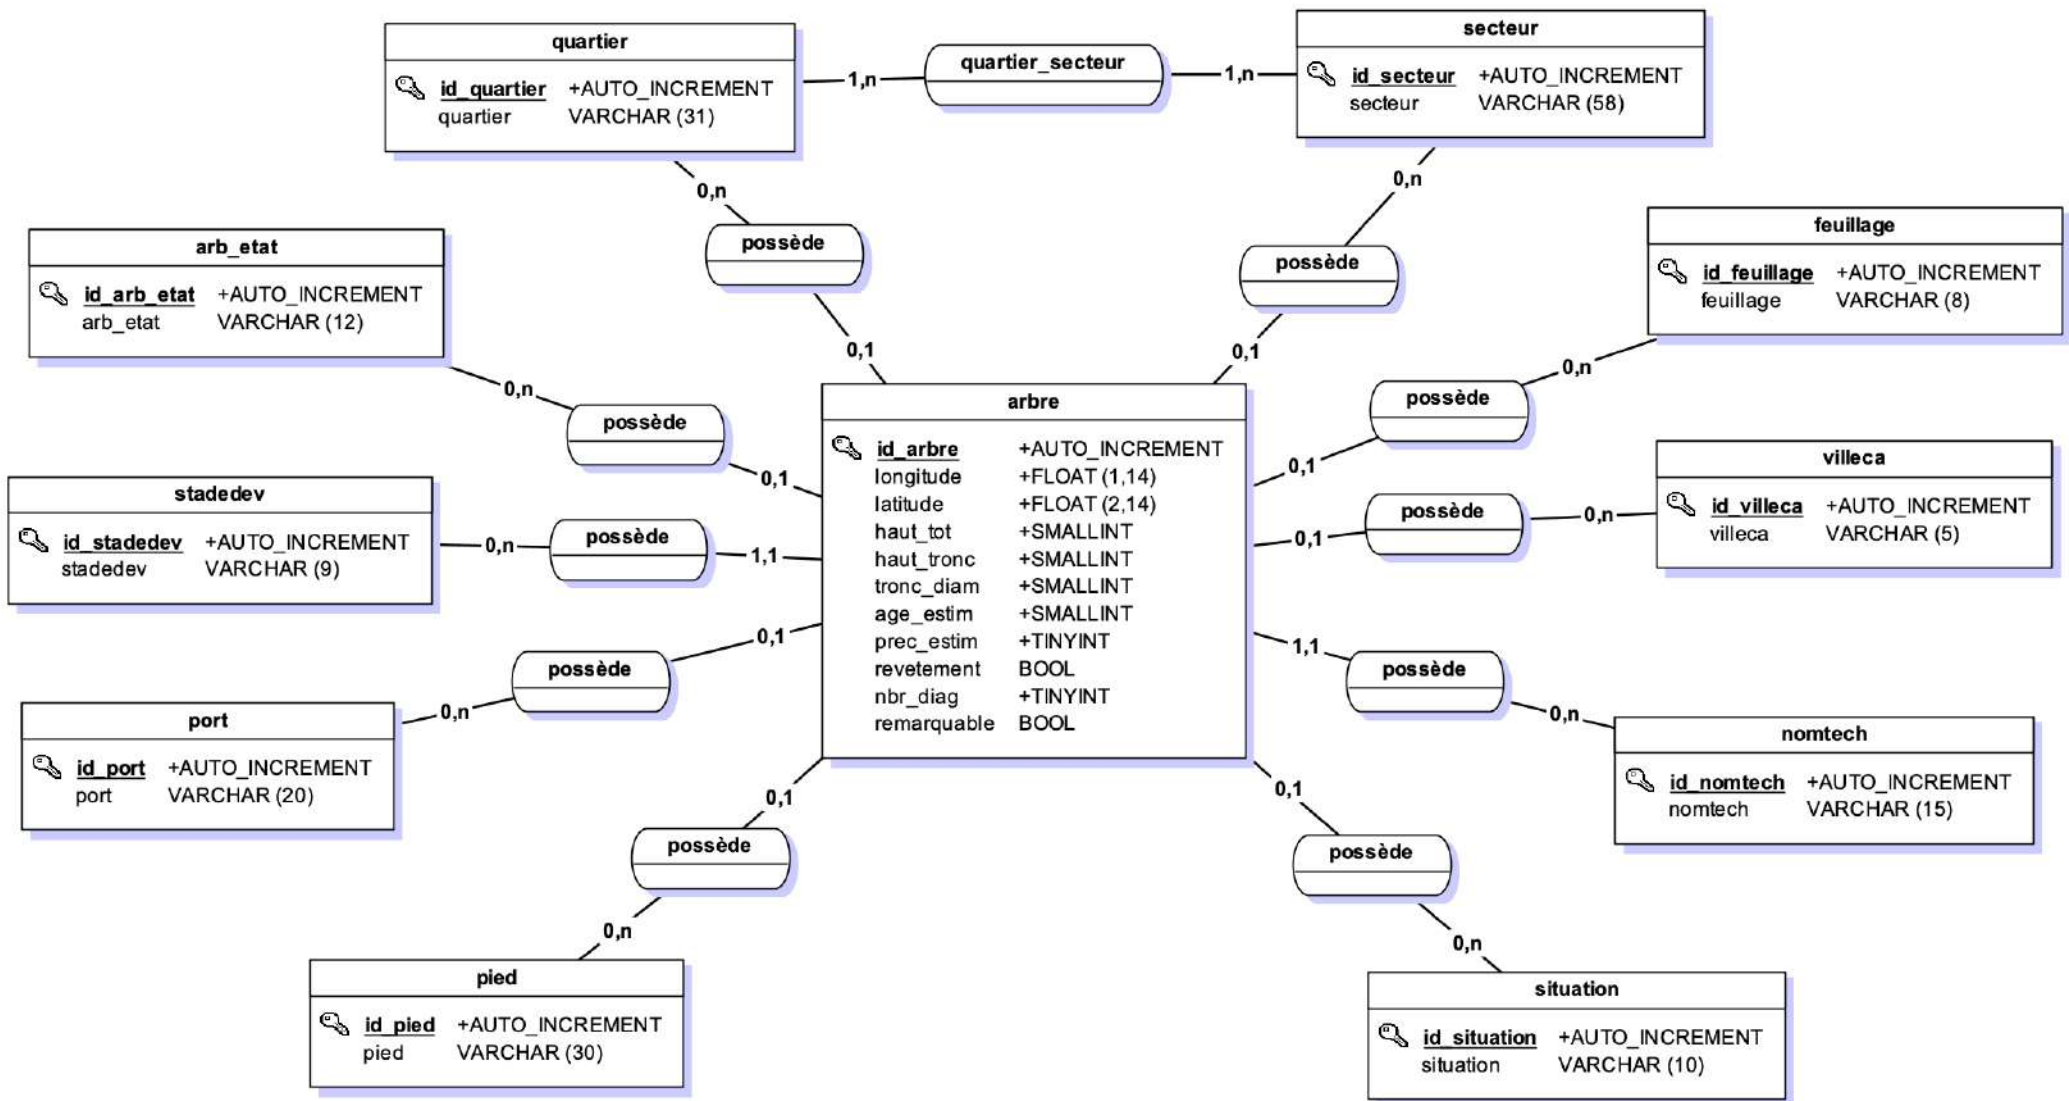 quartier
id_quartier +AUTO_INCREMENT
quartier VARCHAR (31)
1,n
quartier_secteur
1,n
secteur
id_secteur +AUTO_INCREMENT
secteur VARCHAR (58)
0,n
possède
0,1
0,n
possède
0,1
arb_etat
id_arb_etat +AUTO_INCREMENT
arb_etat VARCHAR (12)
0,n
possède
0,1
feuillage
id_feuillage +AUTO_INCREMENT
feuillage VARCHAR (8)
0,n
possède
0,1
arbre
id_arbre +AUTO_INCREMENT
longitude +FLOAT (1,14)
latitude +FLOAT (2,14)
haut_tot +SMALLINT
haut_tronc +SMALLINT
tronc_diam +SMALLINT
age_estim +SMALLINT
prec_estim +TINYINT
revetement BOOL
nbr_diag +TINYINT
remarquable BOOL
stadedev
id_stadedev +AUTO_INCREMENT
stadedev VARCHAR (9)
0,n
possède
1,1
villeca
id_villeca +AUTO_INCREMENT
villeca VARCHAR (5)
0,n
possède
0,1
port
id_port +AUTO_INCREMENT
port VARCHAR (20)
0,n
possède
0,1
1,1
possède
0,n
nomtech
id_nomtech +AUTO_INCREMENT
nomtech VARCHAR (15)
0,1
possède
0,n
pied
id_pied +AUTO_INCREMENT
pied VARCHAR (30)
0,1
possède
0,n
situation
id_situation +AUTO_INCREMENT
situation VARCHAR (10)